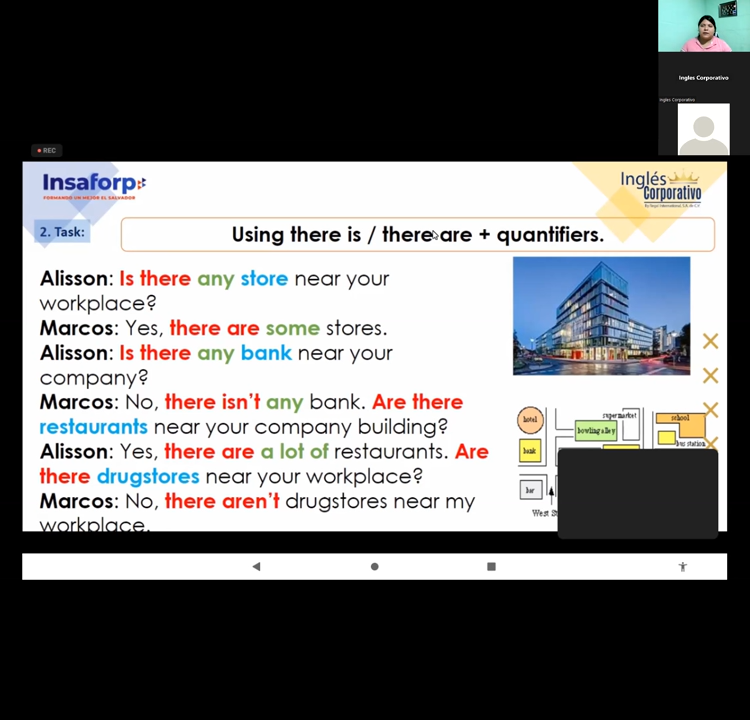 Ingles Corporativo
Ingles Corporativo
REC
Insaforp
FORMANDO UN MEJOR EL SALVADOR
Inglés
Corporativo
2. Task:
Using there is / there are + quantifiers.
Alisson: Is there any store near your
workplace?
Marcos: Yes, there are some stores.
Alisson: Is there any bank near your
company?
Marcos: No, there isn't any bank. Are there
restaurants near your company building?
Alisson: Yes, there are a lot of restaurants. Are
there drugstores near your workplace?
Marcos: No, there aren't drugstores near my
workplace.
hotel
supermarket
school
bowling alley
bank
bus station
bar
West